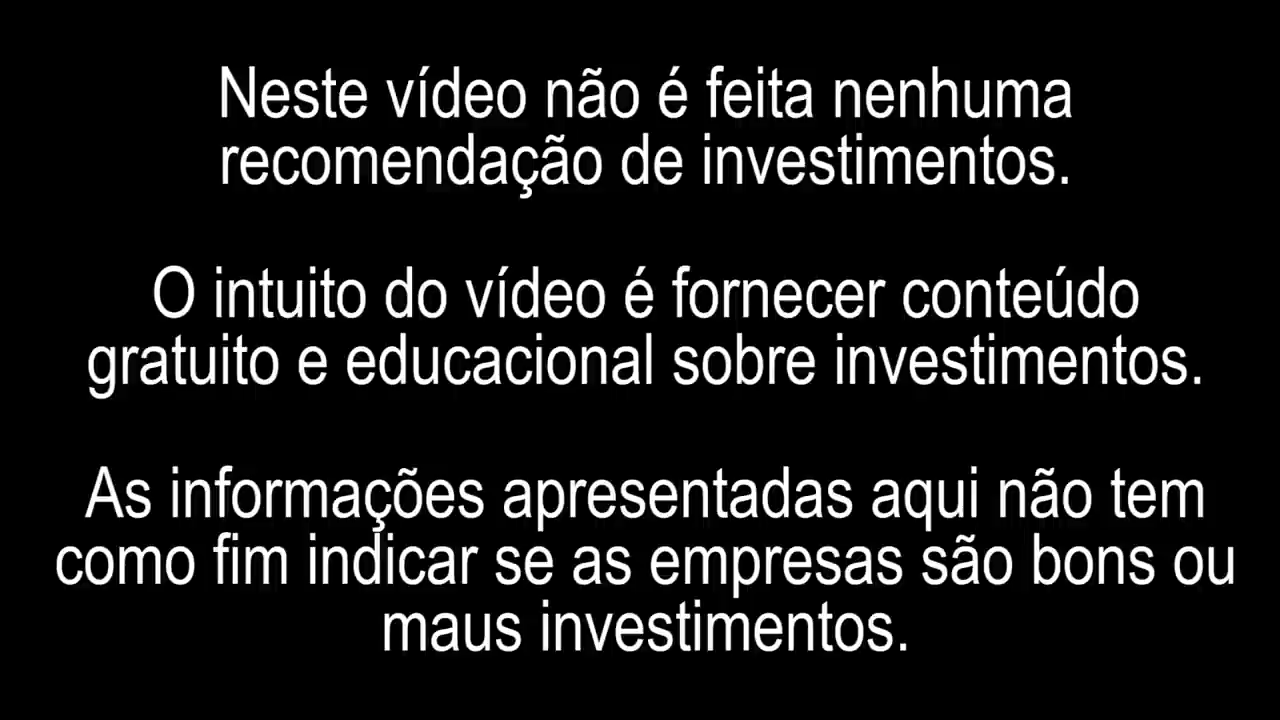 Neste vídeo não é feita nenhuma
recomendação de investimentos.
O intuito do vídeo é fornecer conteúdo
gratuito e educacional sobre investimentos.
As informações apresentadas aqui não tem
como fim indicar se as empresas são bons ou
maus investimentos.